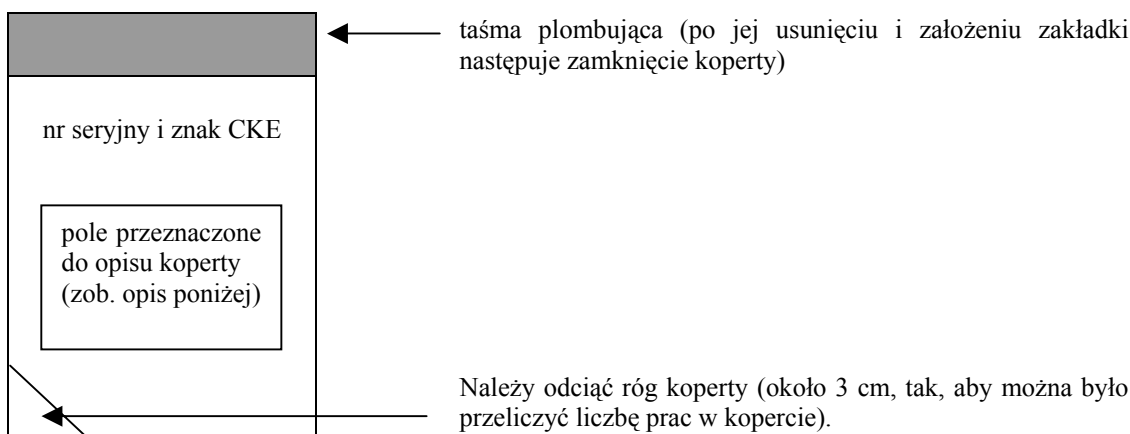 taśma plombująca (po jej usunięciu i założeniu zakładki
następuje zamknięcie koperty)
nr seryjny i znak CKE
pole przeznaczone
do opisu koperty
(zob. opis poniżej)
Należy odciąć róg koperty (około 3 cm, tak, aby można było
przeliczyć liczbę prac w kopercie).